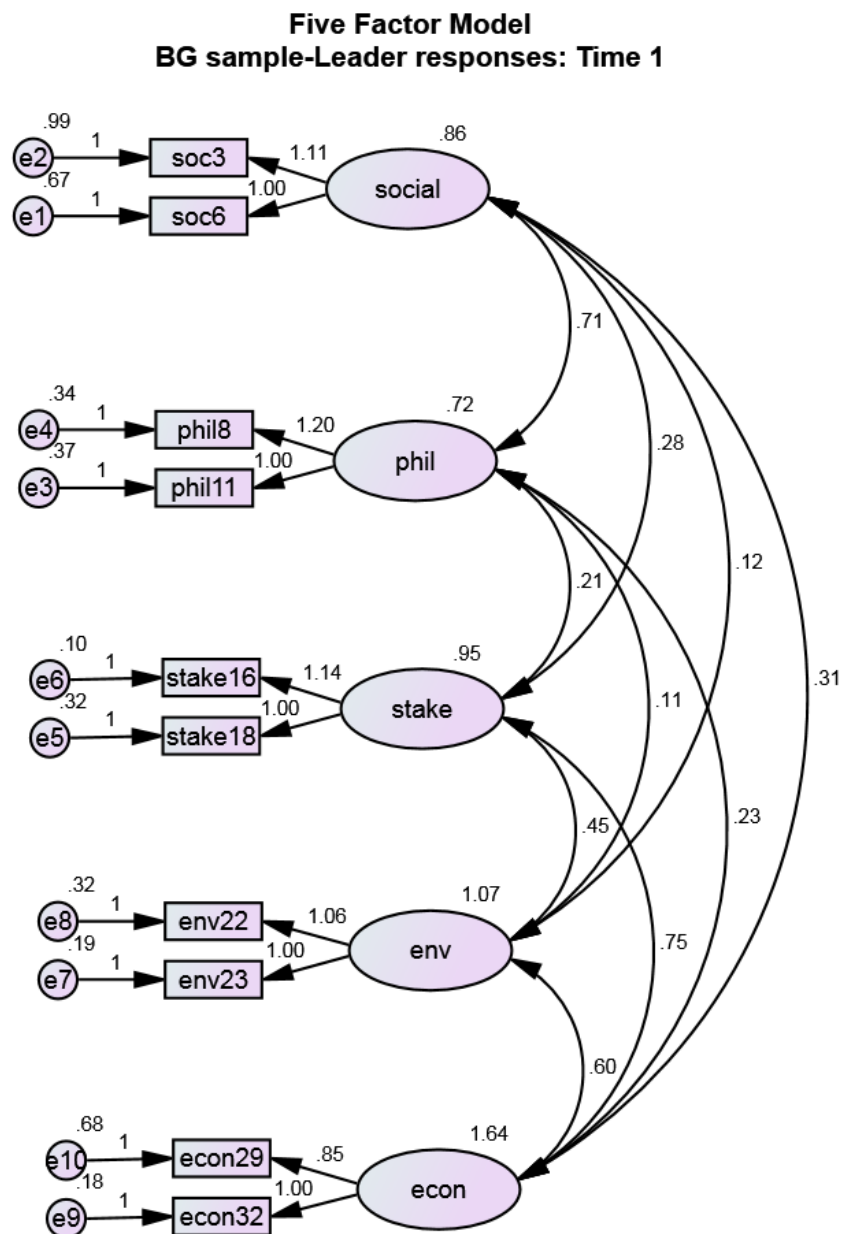 Five Factor Model
BG sample-Leader responses: Time 1
.99
.86
e2 1 soc3 1.11
social
.67
e1 1 soc6 1.00
.71
.34
.72
e4 1 phil8 1.20
phil
.28
.37
e3 1 phil11 1.00
.12
.21
.10
.95
e6 1 stake16 1.14
.31
stake
.11
.32
e5 1 stake18 1.00
.23
.45
.32
1.07
e8 1 env22 1.06
.75
env
.19
e7 1 env23 1.00
.60
.68
1.64
e10 1 econ29 .85
econ
.18
e9 1 econ32 1.00